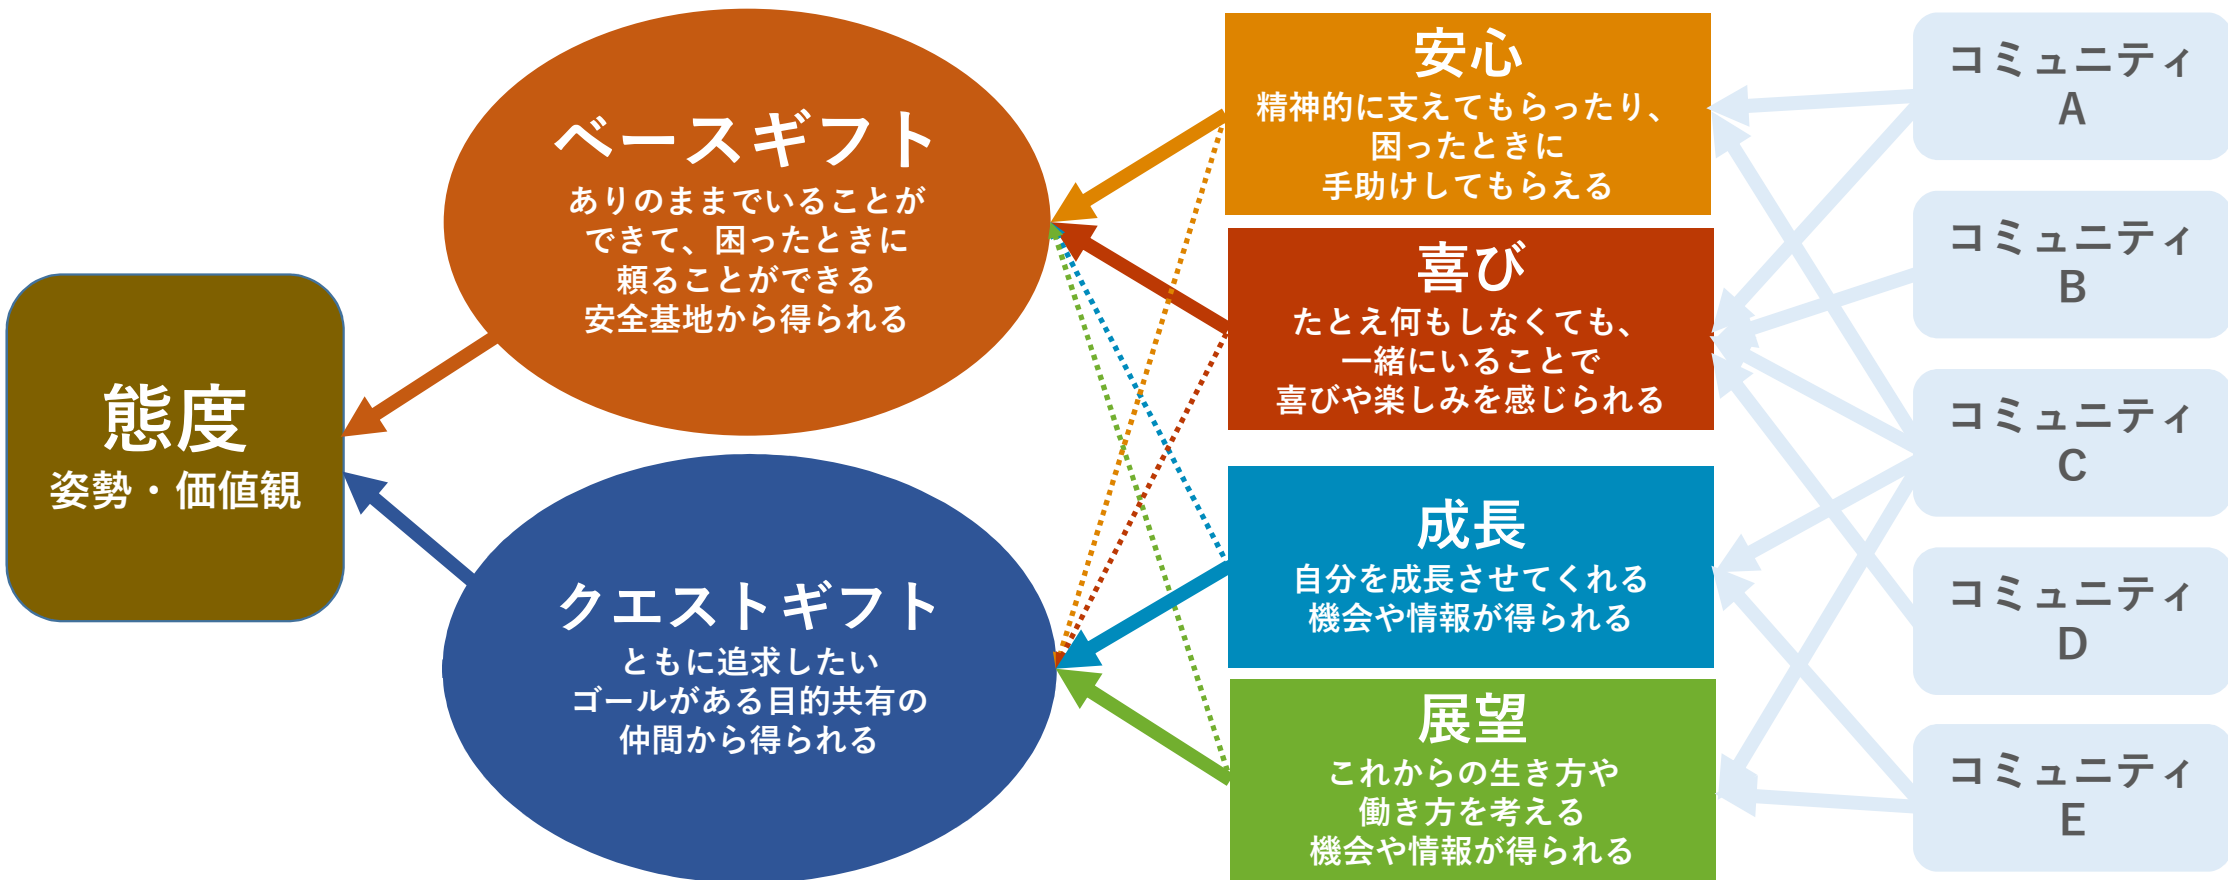 態度
姿勢・価値観
ベースギフト
ありのままでいることが
できて、困ったときに
頼ることができる
安全基地から得られる
クエストギフト
ともに追求したい
ゴールがある目的共有の
仲間から得られる
安心
精神的に支えてもらったり、
困ったときに
手助けしてもらえる
喜び
たとえ何もしなくても、
一緒にいることで
喜びや楽しみを感じられる
成長
自分を成長させてくれる
機会や情報が得られる
展望
これからの生き方や
働き方を考える
機会や情報が得られる
コミュニティ
A
コミュニティ
B
コミュニティ
C
コミュニティ
D
コミュニティ
E